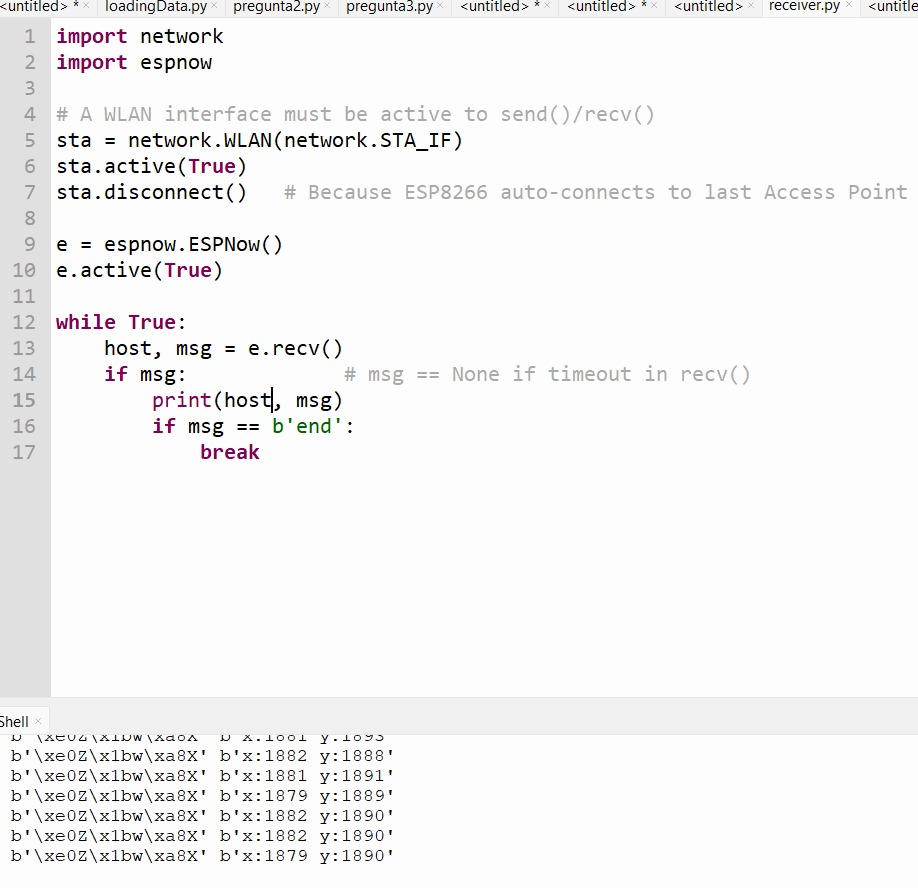 <untitled> * × loadingData.py × pregunta2.py × pregunta3.py × <untitled> * × <untitled> * × <untitled> × receiver.py × <untitle
1 import network
2 import espnow
3
4 # A WLAN interface must be active to send()/recv()
5 sta = network.WLAN(network.STA_IF)
6 sta.active(True)
7 sta.disconnect()   # Because ESP8266 auto-connects to last Access Point
8
9 e = espnow.ESPNow()
10 e.active(True)
11
12 while True:
13     host, msg = e.recv()
14     if msg:             # msg == None if timeout in recv()
15         print(host, msg)
16         if msg == b'end':
17             break
Shell ×
b'\xe0Z\x1bw\xa8X' b'x:1881 y:1893'
b'\xe0Z\x1bw\xa8X' b'x:1882 y:1888'
b'\xe0Z\x1bw\xa8X' b'x:1881 y:1891'
b'\xe0Z\x1bw\xa8X' b'x:1879 y:1889'
b'\xe0Z\x1bw\xa8X' b'x:1882 y:1890'
b'\xe0Z\x1bw\xa8X' b'x:1882 y:1890'
b'\xe0Z\x1bw\xa8X' b'x:1879 y:1890'